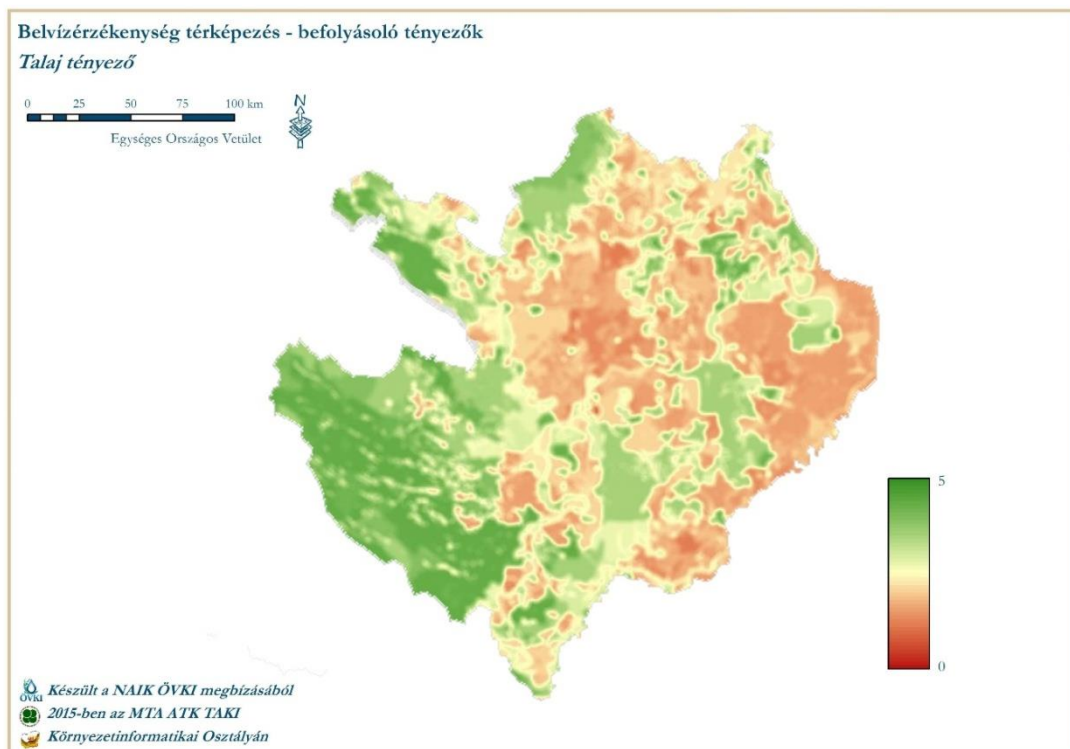 Belvízérzékenység térképezés - befolyásoló tényezők
Talaj tényező
0 25 50 75 100 km
N
Egységes Országos Vetület
5
0
ÖVKI
Készült a NAIK ÖVKI megbízásából
2015-ben az MTA ATK TAKI
Környezetinformatikai Osztályán